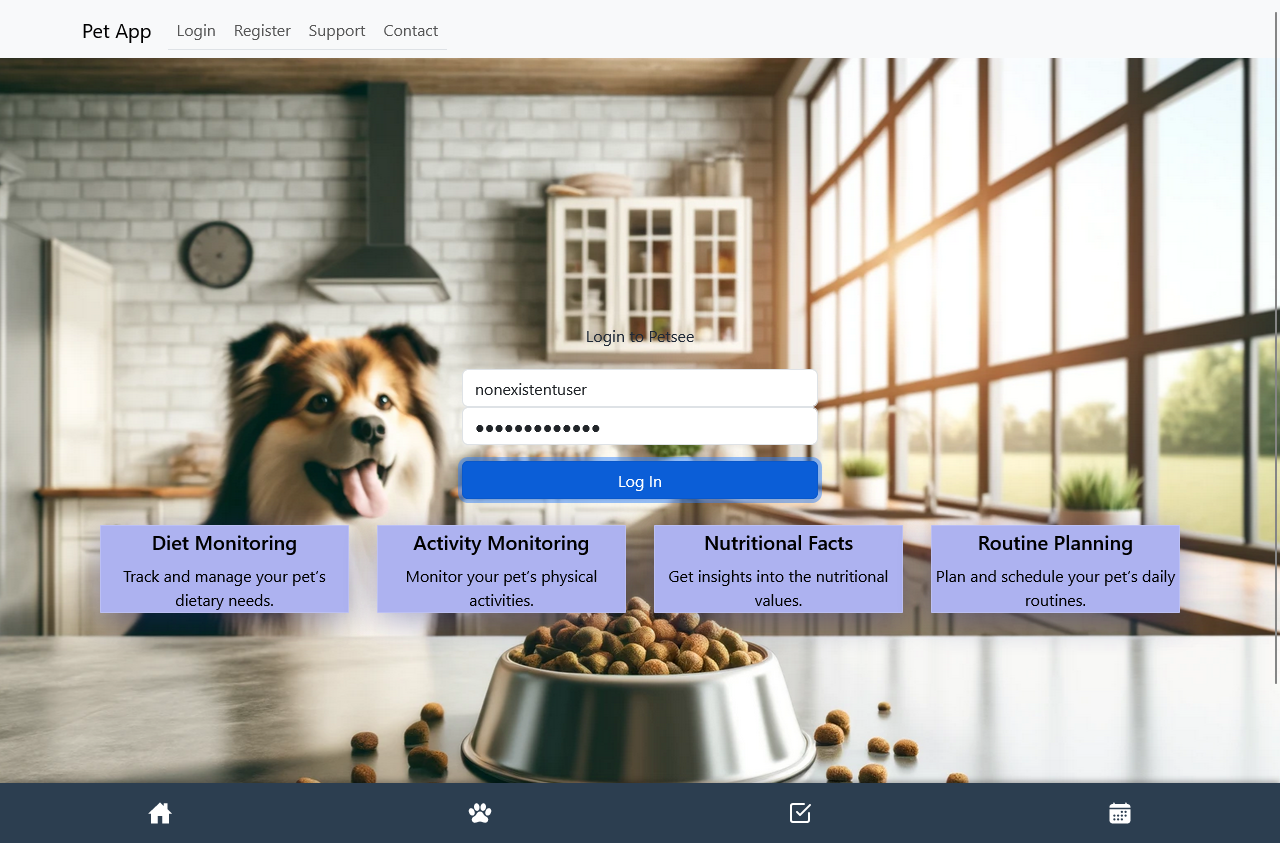 Pet App Login Register Support Contact
Login to Petsee
nonexistentuser
•••••••••••••
Log In
Diet Monitoring
Track and manage your pet’s
dietary needs.
Activity Monitoring
Monitor your pet’s physical
activities.
Nutritional Facts
Get insights into the nutritional
values.
Routine Planning
Plan and schedule your pet’s daily
routines.